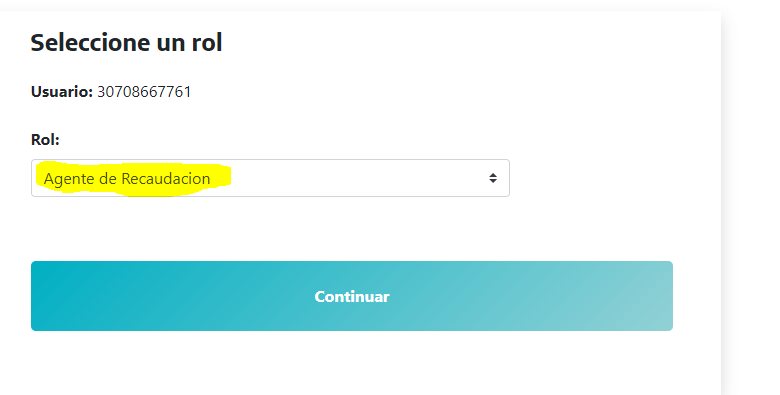 Seleccione un rol
Usuario: 30708667761
Rol:
Agente de Recaudacion
Continuar